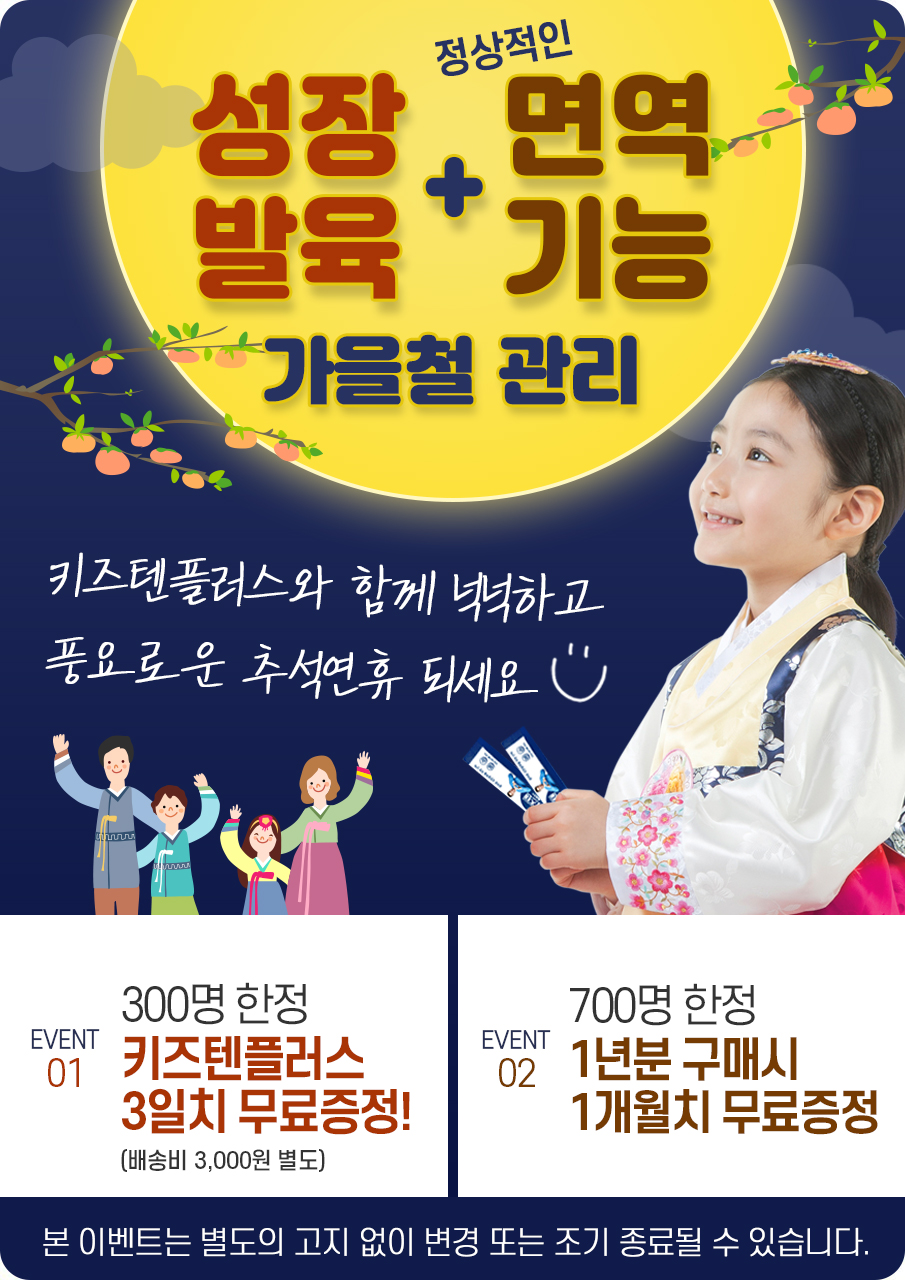 정상적인
성장 면역
발육 + 기능
가을철 관리
키즈텐플러스와 함께 넉넉하고
풍요로운 추석연휴 되세요
EVENT
01
300명 한정
키즈텐플러스
3일치 무료증정!
(배송비 3,000원 별도)
EVENT
02
700명 한정
1년분 구매시
1개월치 무료증정
본 이벤트는 별도의 고지 없이 변경 또는 조기 종료될 수 있습니다.